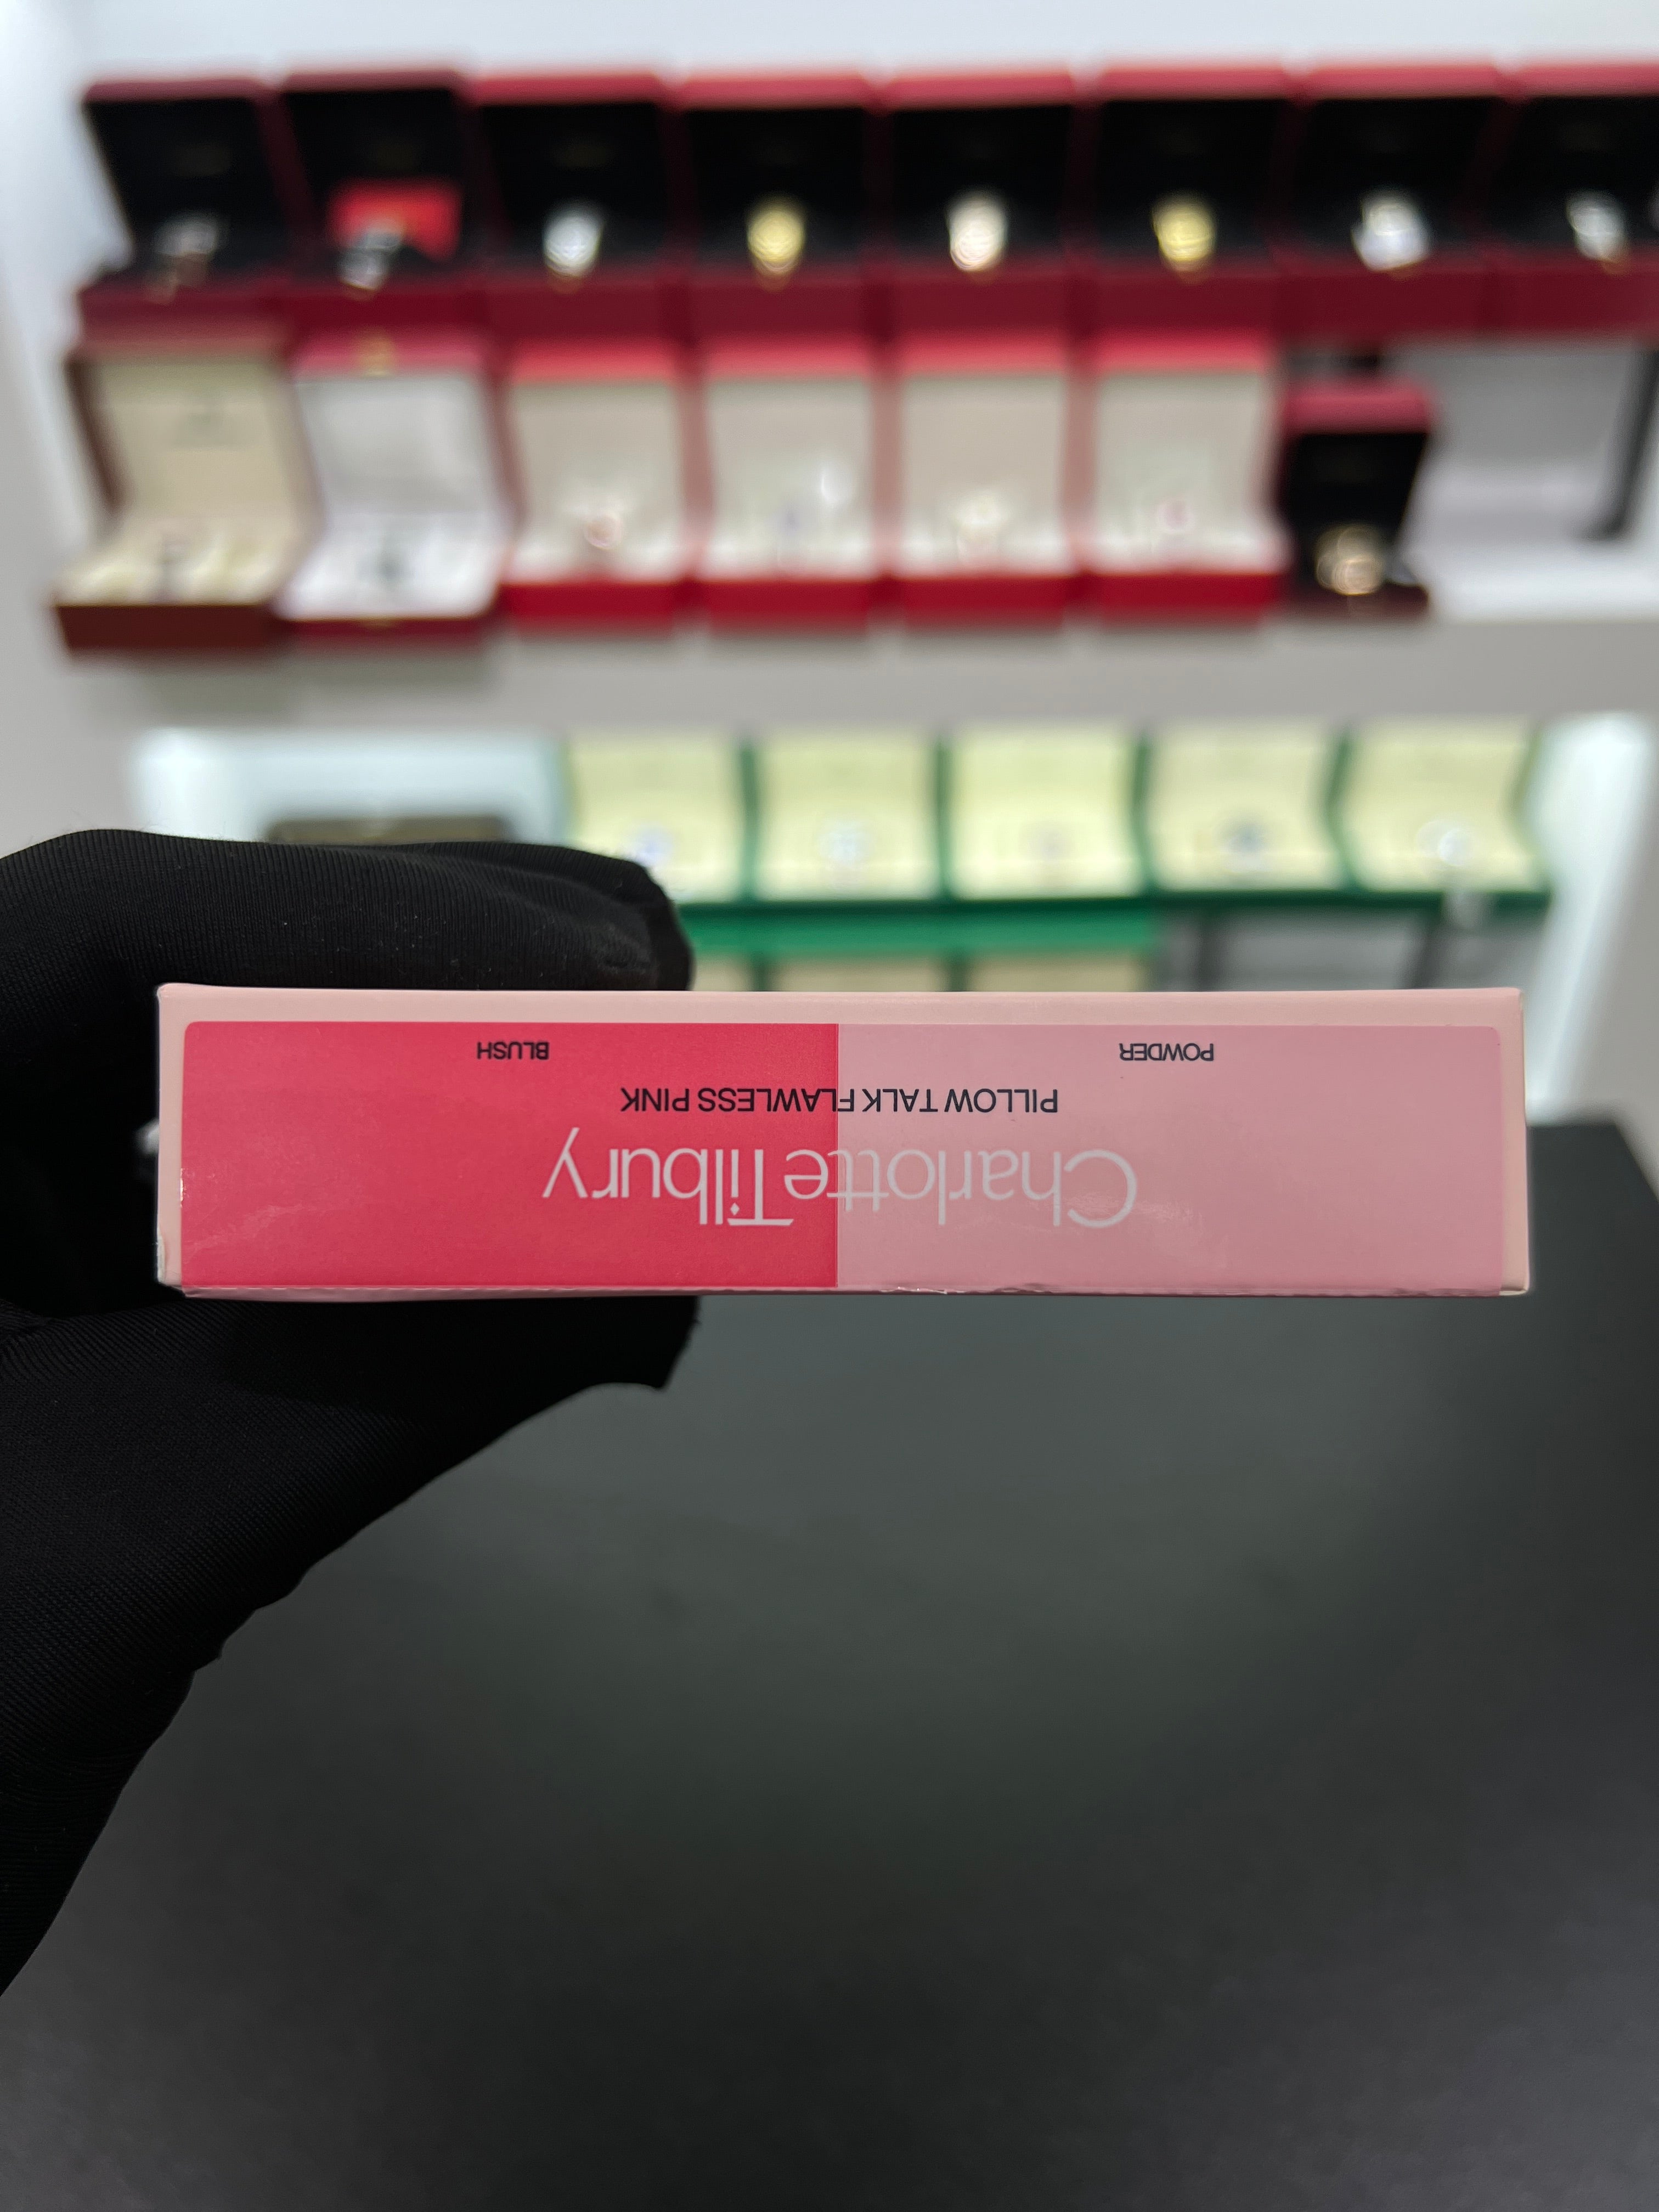 Charlotte Tilbury
PILLOW TALK FLAWLESS PINK
POWDER BLUSH